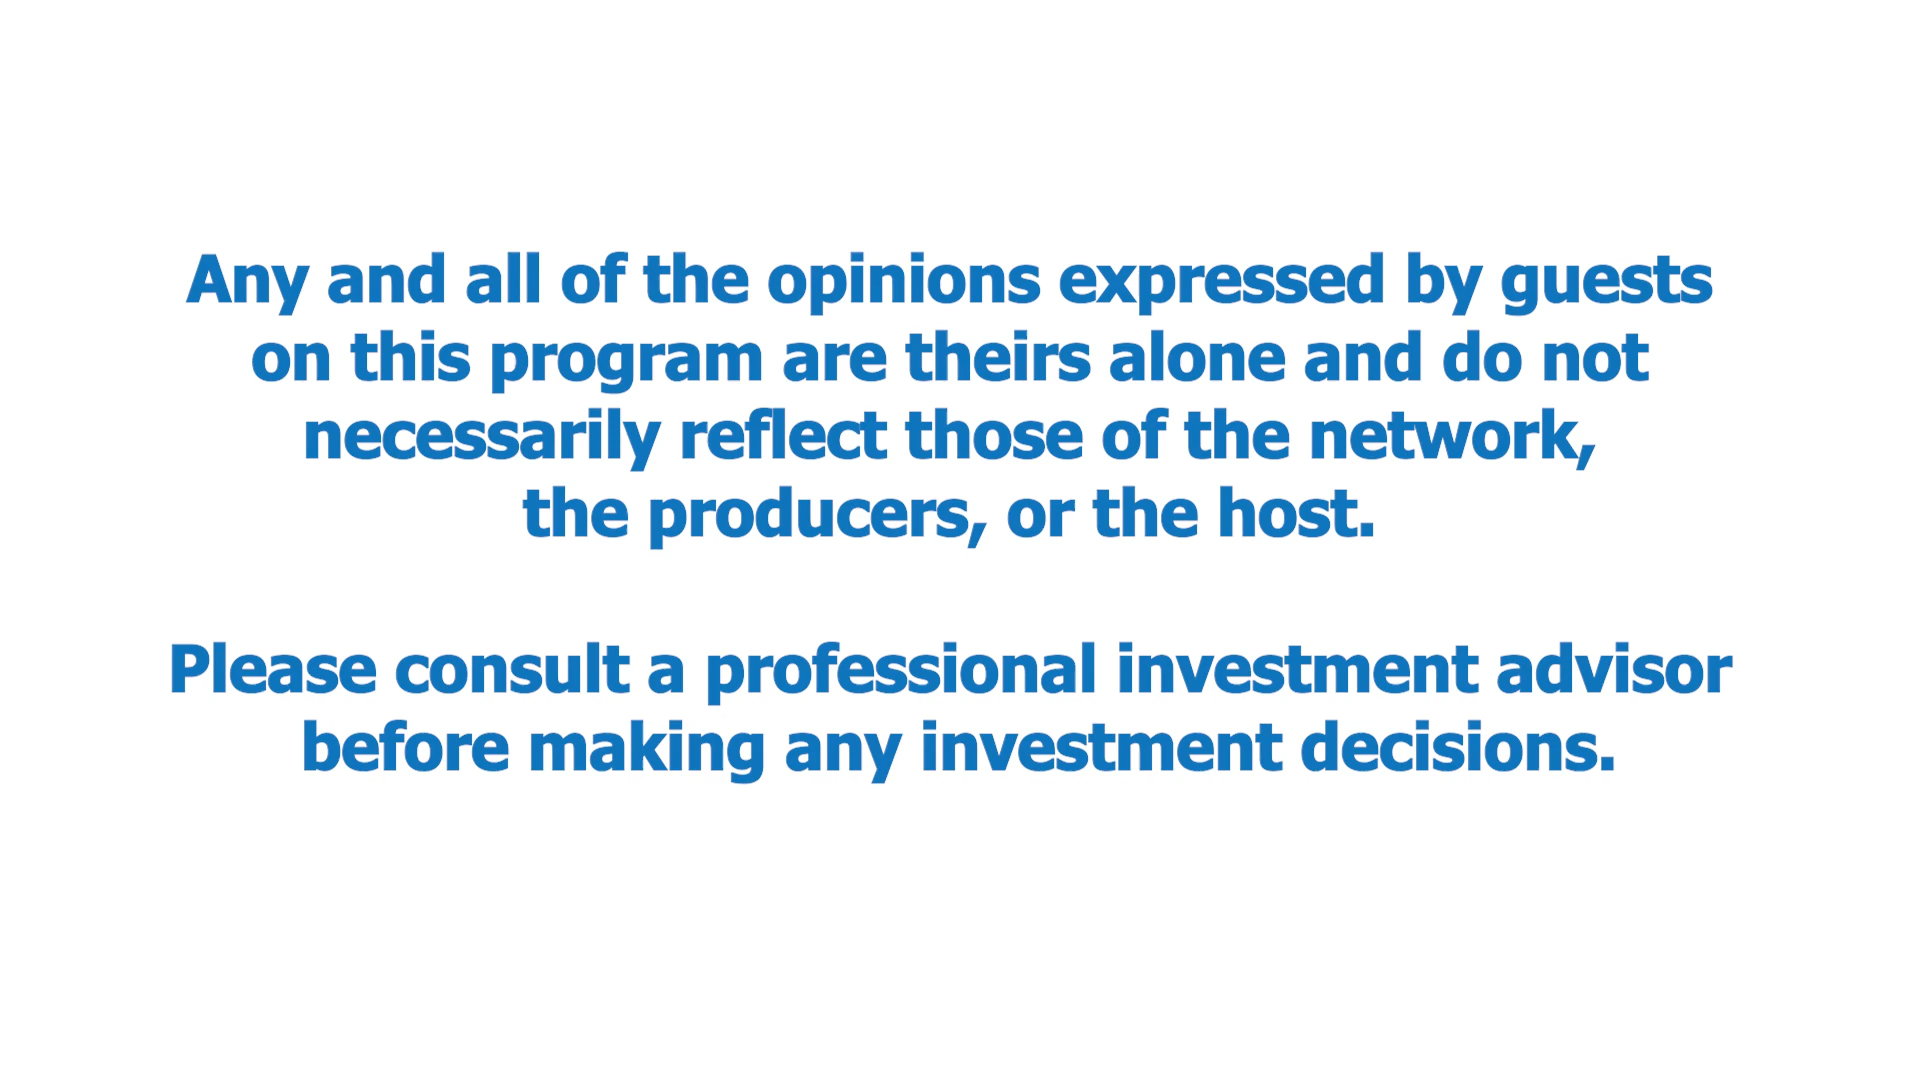 Any and all of the opinions expressed by guests
on this program are theirs alone and do not
necessarily reflect those of the network,
the producers, or the host.
Please consult a professional investment advisor
before making any investment decisions.